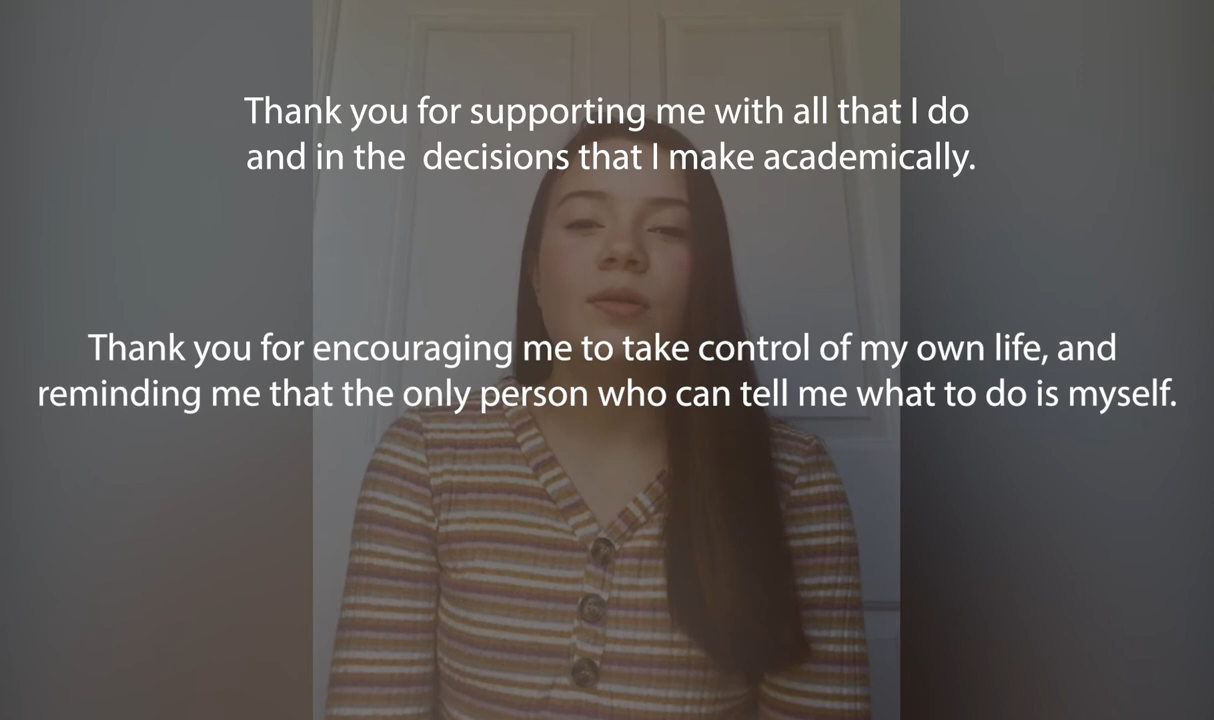 Thank you for supporting me with all that I do
and in the  decisions that I make academically.
Thank you for encouraging me to take control of my own life, and
reminding me that the only person who can tell me what to do is myself.